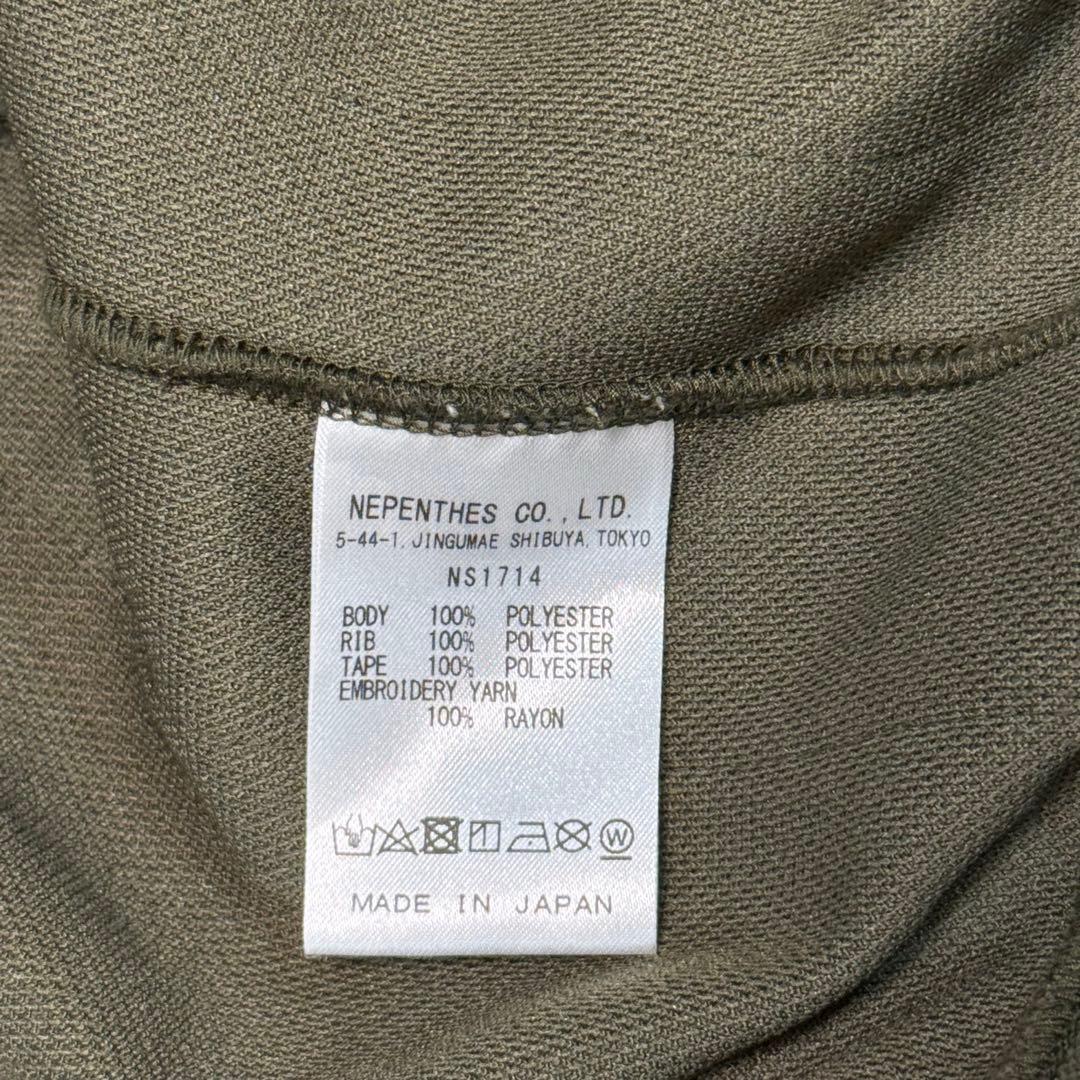 NEPENTHES CO., LTD.
5-44-1, JINGUMAE SHIBUYA, TOKYO
NS1714
BODY 100% POLYESTER
RIB 100% POLYESTER
TAPE 100% POLYESTER
EMBROIDERY YARN
100% RAYON
W
MADE IN JAPAN